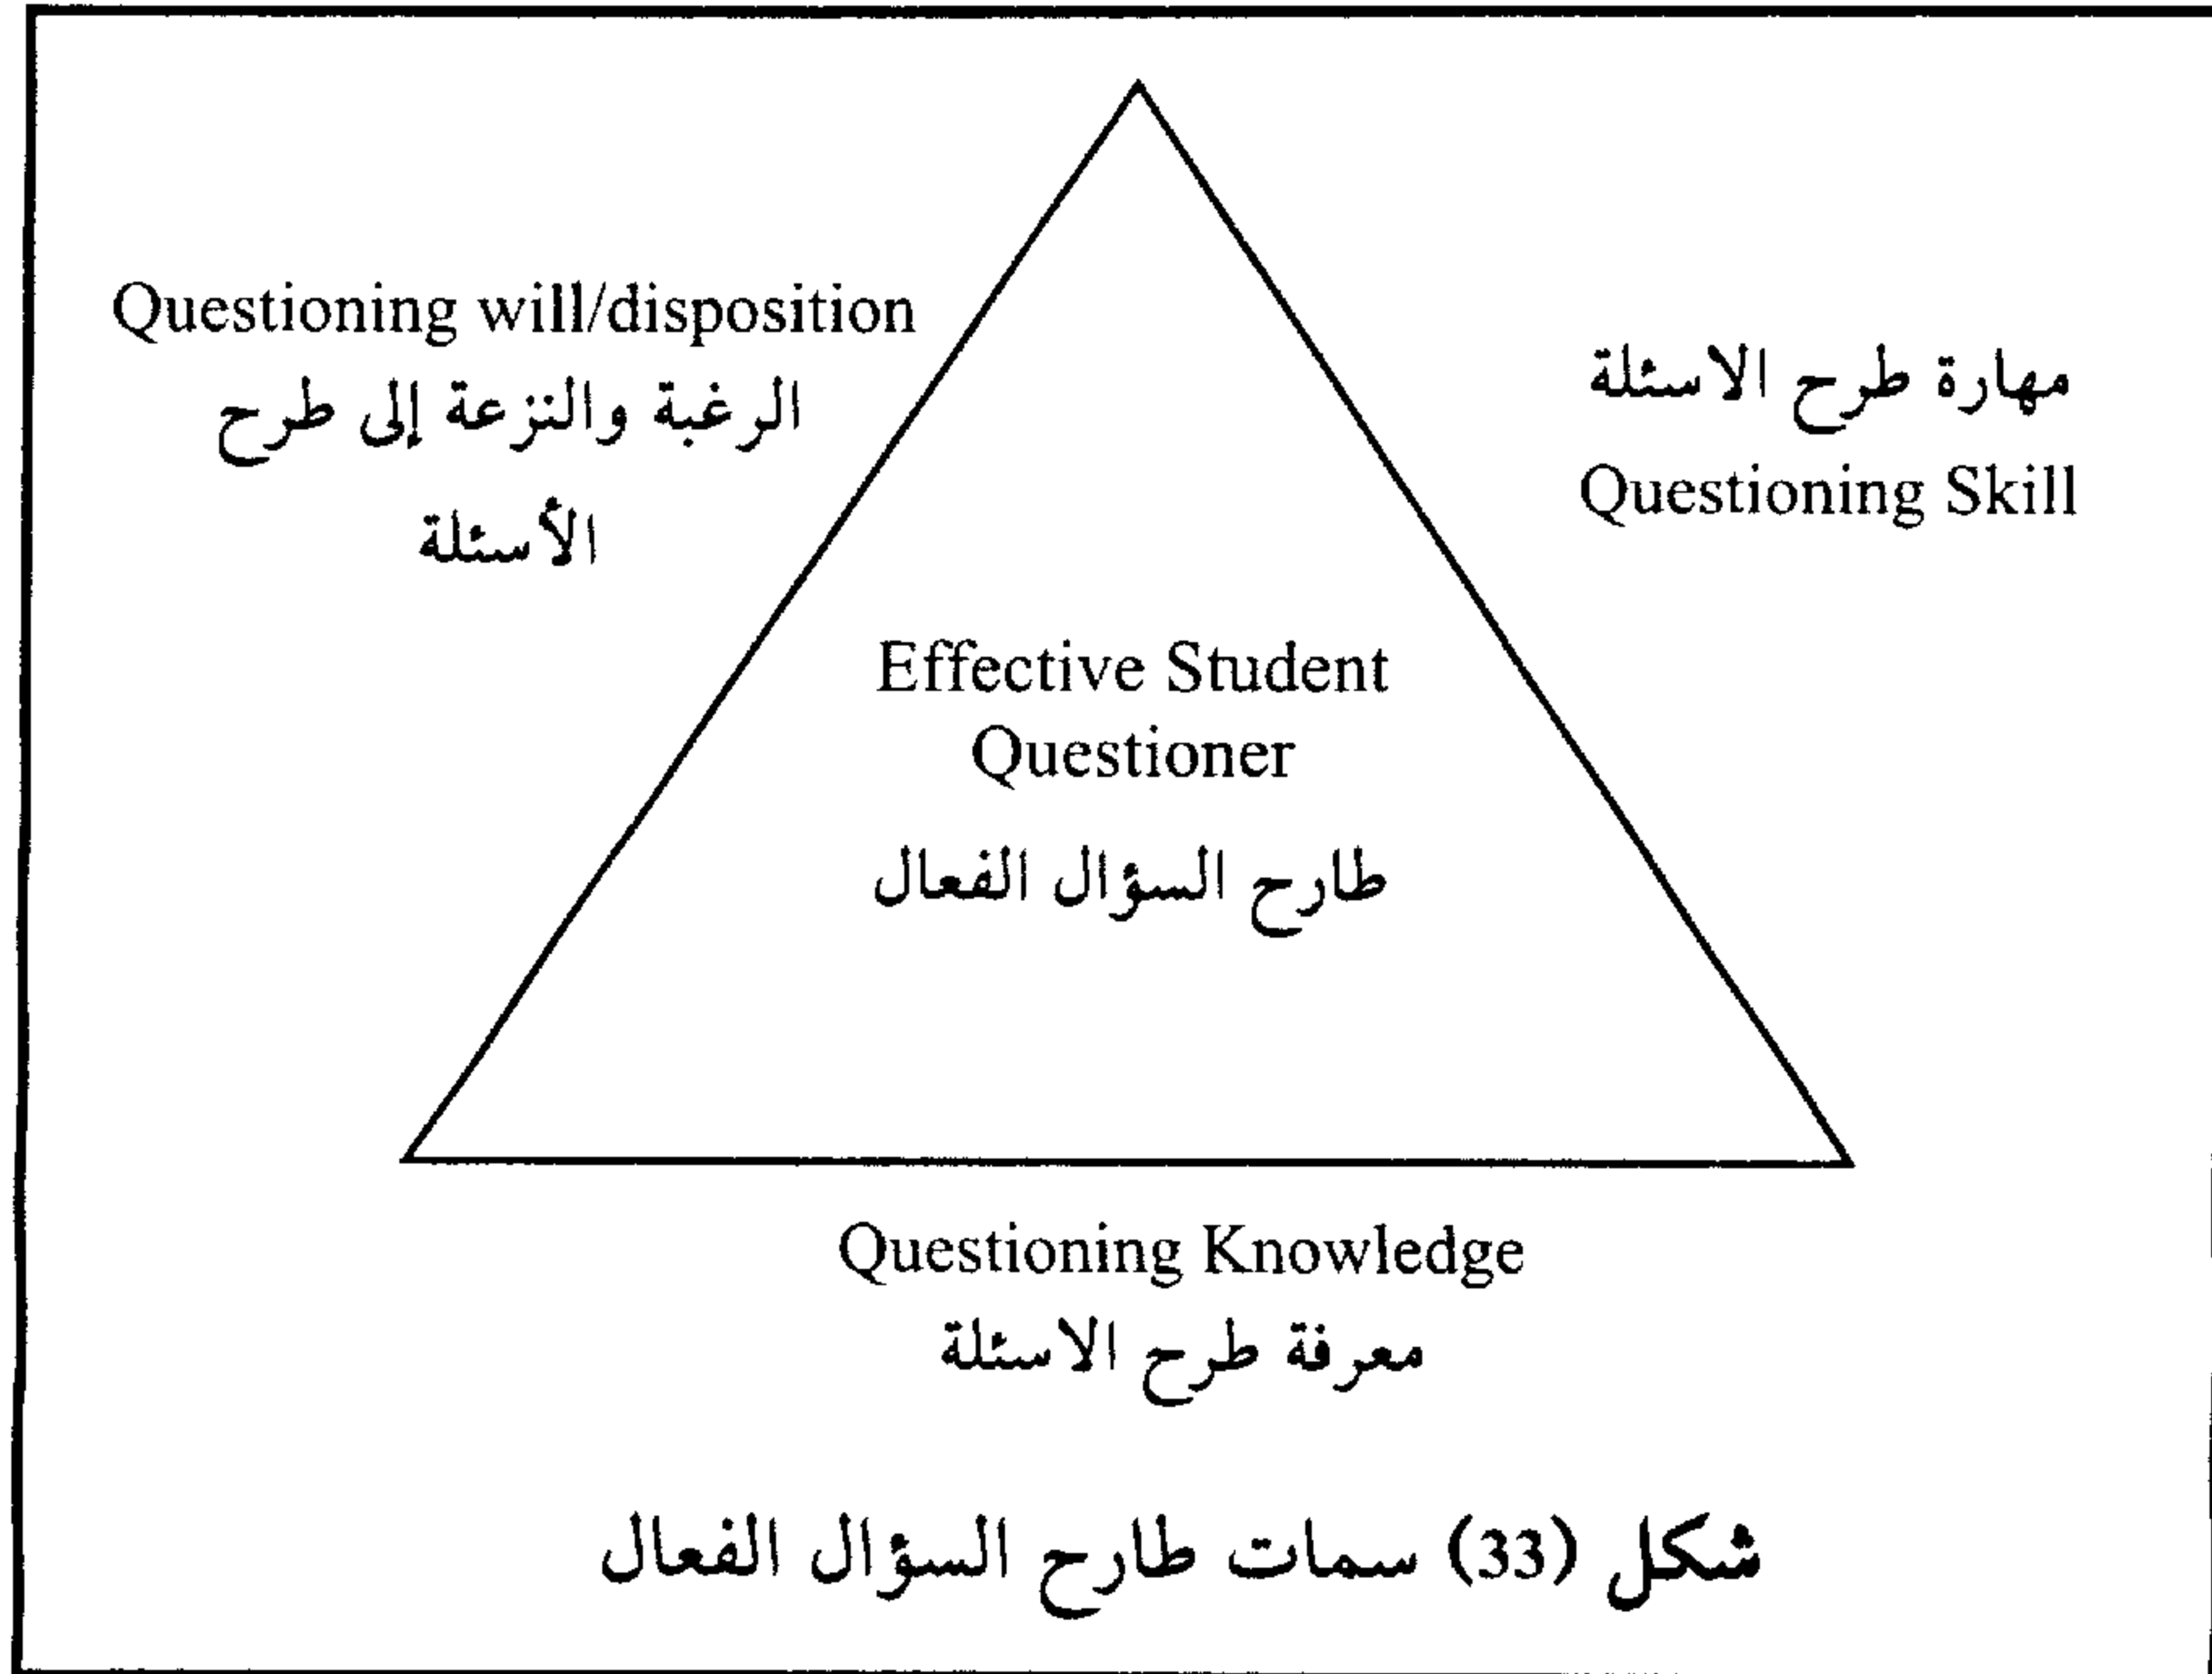 Questioning will/disposition
الرغبة والنزعة إلى طرح
الأسئلة
مهارة طرح الاسئلة
Questioning Skill
Effective Student
Questioner
طارح السؤال الفعال
Questioning Knowledge
معرفة طرح الاسئلة
شكل (33) سمات طارح السؤال الفعال